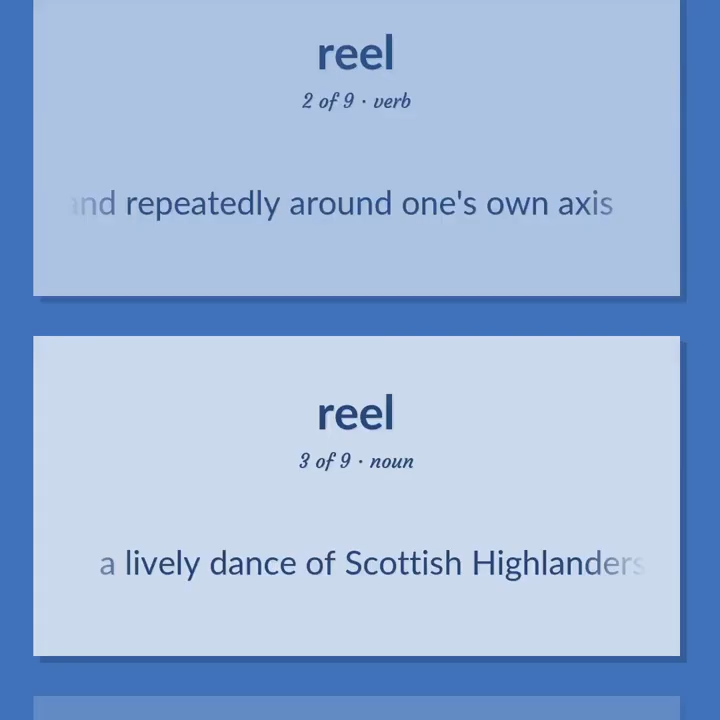 reel
2 of 9 · verb
and repeatedly around one's own axis
reel
3 of 9 · noun
a lively dance of Scottish Highlanders